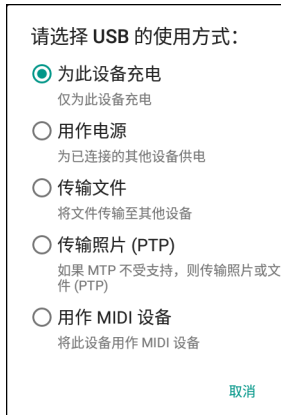 请选择 USB 的使用方式：
为此设备充电
仅为此设备充电
用作电源
为已连接的其他设备供电
传输文件
将文件传输至其他设备
传输照片 (PTP)
如果 MTP 不受支持，则传输照片或文
件 (PTP)
用作 MIDI 设备
将此设备用作 MIDI 设备
取消